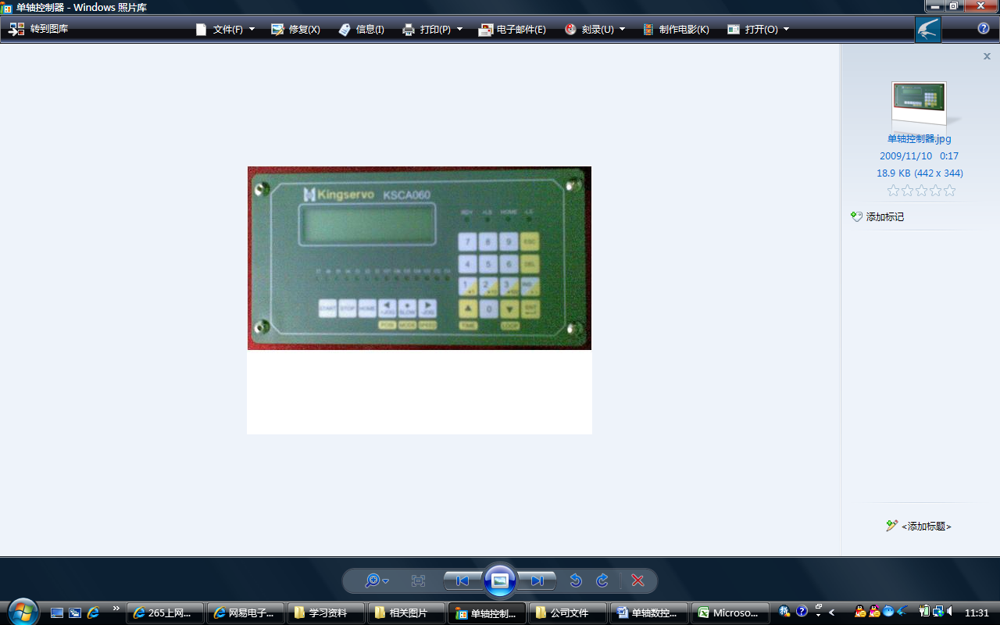 单轴控制器 - Windows 照片库
转到图库
文件(F)
修复(X)
信息(I)
打印(P)
电子邮件(E)
刻录(U)
制作电影(K)
打开(O)
单轴控制器.jpg
2009/11/10 0:17
18.9 KB (442 x 344)
添加标记
Kingservo KSCA060
HOME
7 8 9 ESC
4 5 6 DEL
1 2 3
START STOP HOME SLOW JOG
0 ENT
MODE SPEED TIME LOOP
<添加标题>
265上网...
网易电子...
学习资料
相关图片
单轴控制...
公司文件
单轴数控...
Microso...
11:31